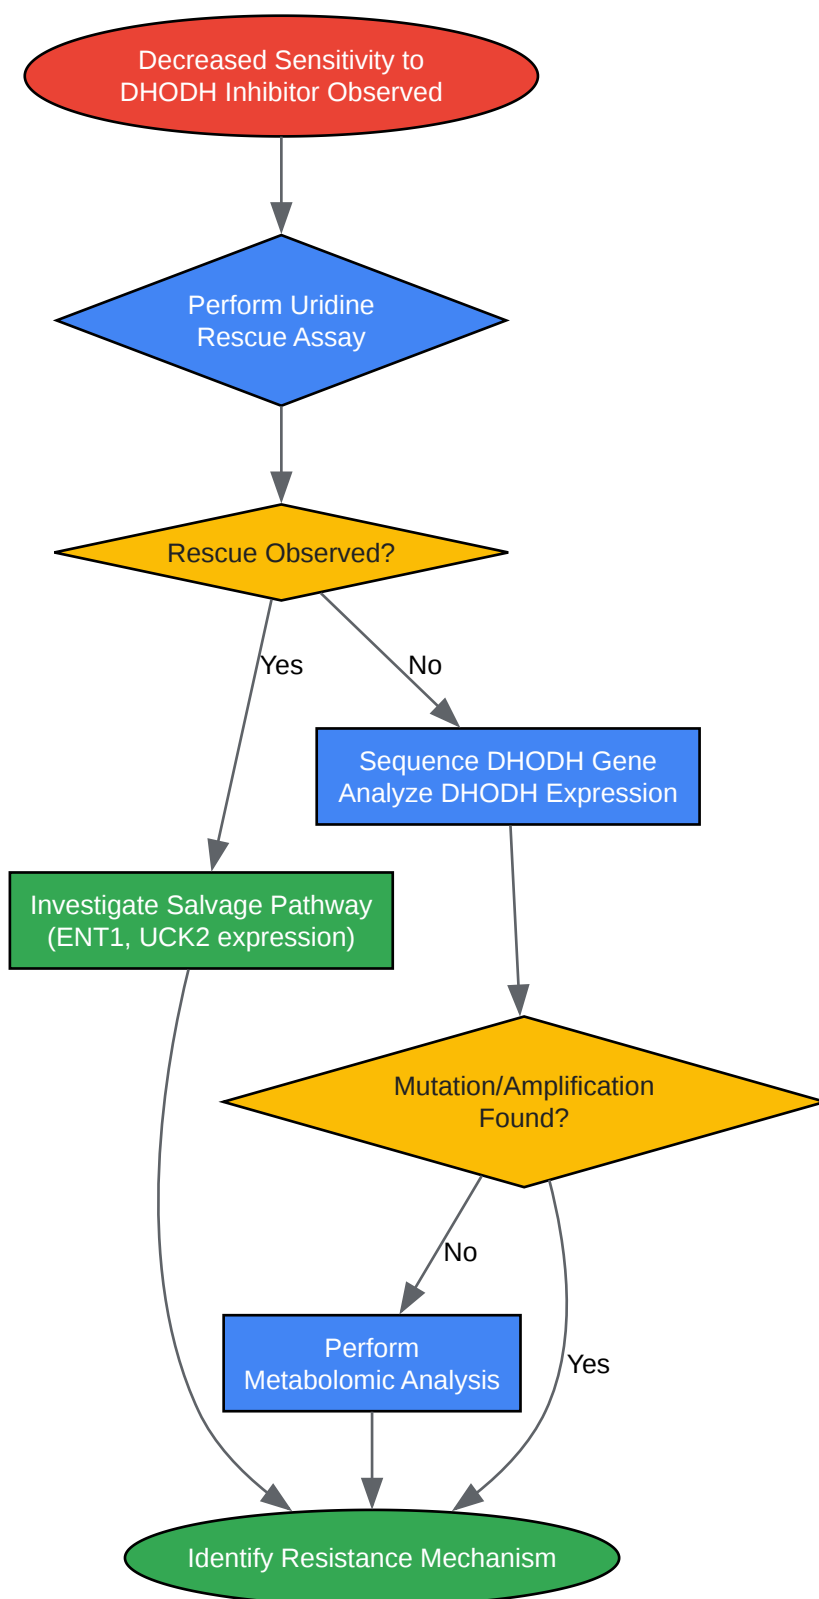 Decreased Sensitivity to
DHODH Inhibitor Observed
Perform Uridine
Rescue Assay
Rescue Observed?
Yes
No
Sequence DHODH Gene
Analyze DHODH Expression
Investigate Salvage Pathway
(ENT1, UCK2 expression)
Mutation/Amplification
Found?
No
Perform
Metabolomic Analysis
Yes
Identify Resistance Mechanism